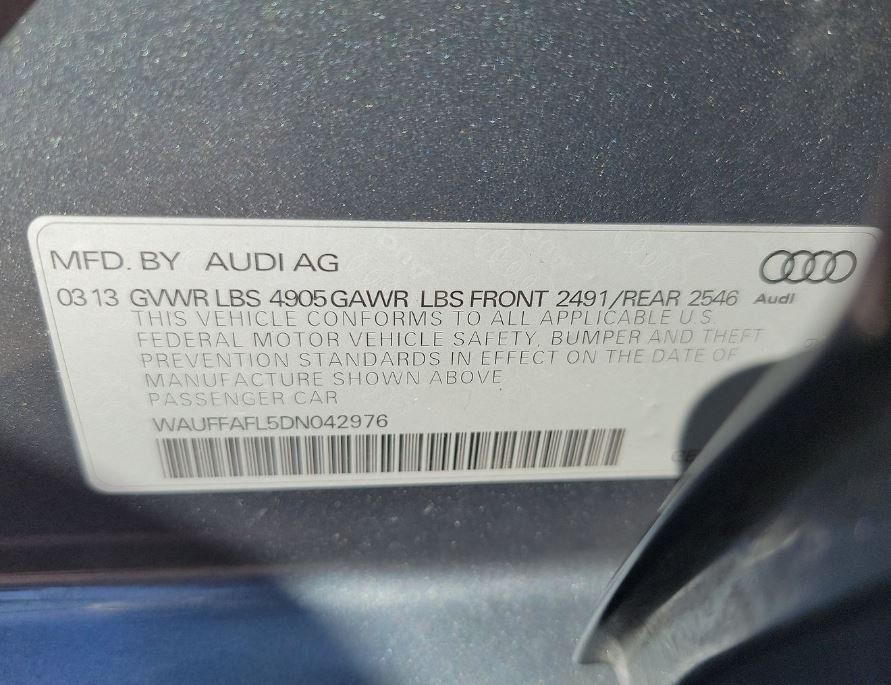 MFD. BY AUDI AG
03 13 GVWR LBS 4905 GAWR LBS FRONT 2491/REAR 2546 Audi
THIS VEHICLE CONFORMS TO ALL APPLICABLE U.S.
FEDERAL MOTOR VEHICLE SAFETY, BUMPER AND THEFT
PREVENTION STANDARDS IN EFFECT ON THE DATE OF
MANUFACTURE SHOWN ABOVE
PASSENGER CAR
WAUFFAFL5DN042976